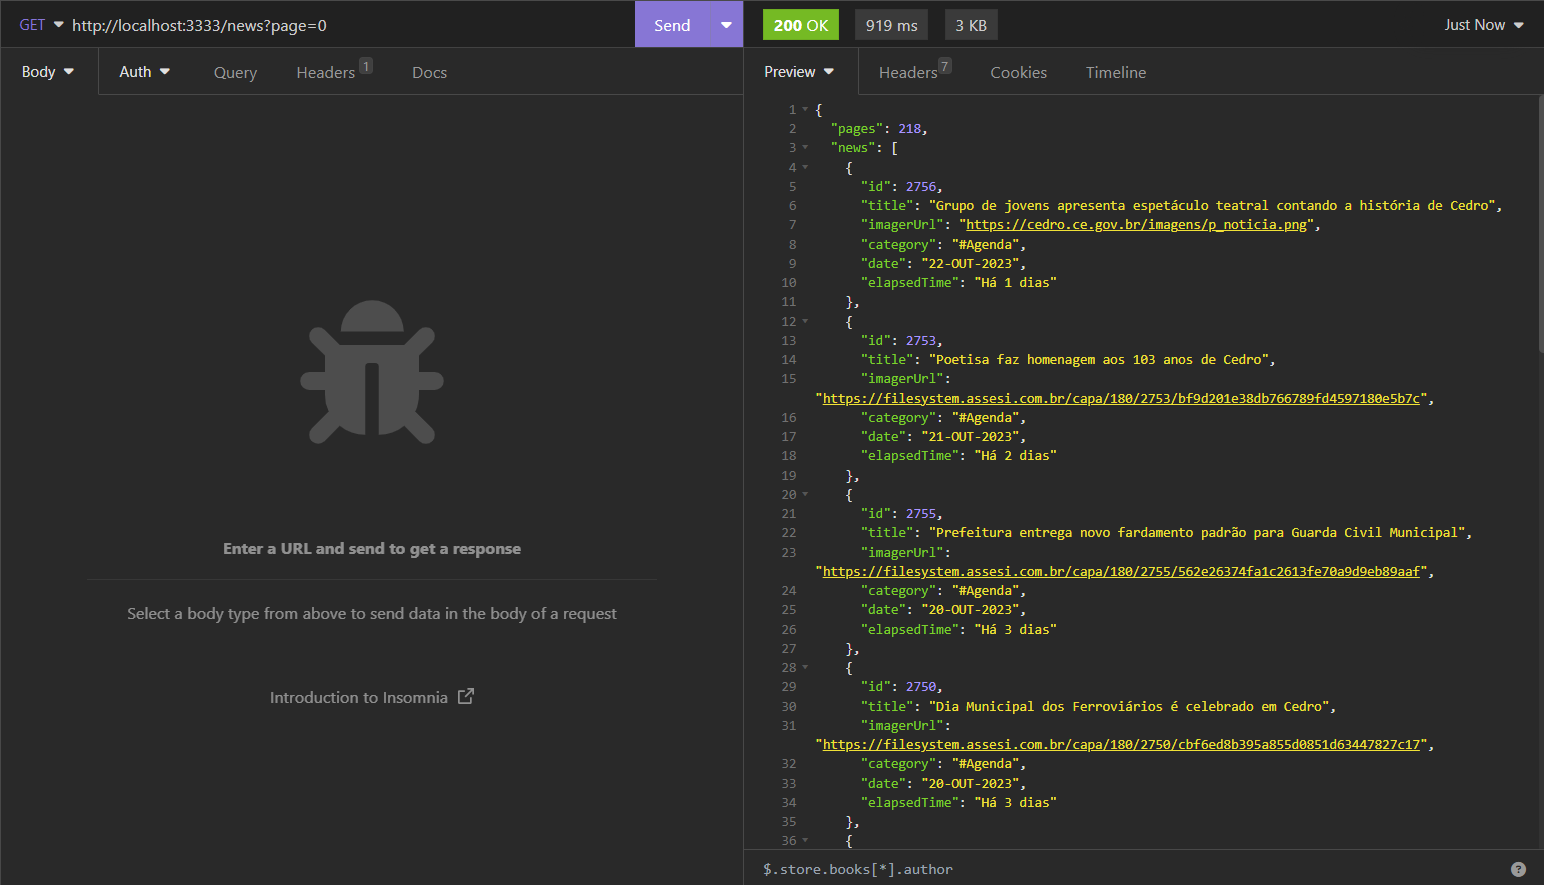 GET http://localhost:3333/news?page=0 Send
200 OK 919 ms 3 KB Just Now
Body Auth Query Headers 1 Docs
Enter a URL and send to get a response
Select a body type from above to send data in the body of a request
Introduction to Insomnia
Preview Headers 7 Cookies Timeline
1 {
2 "pages": 218,
3 "news": [
4 {
5 "id": 2756,
6 "title": "Grupo de jovens apresenta espetáculo teatral contando a história de Cedro",
7 "imagerUrl": "https://cedro.ce.gov.br/imagens/p_noticia.png",
8 "category": "#Agenda",
9 "date": "22-OUT-2023",
10 "elapsedTime": "Há 1 dias"
11 },
12 {
13 "id": 2753,
14 "title": "Poetisa faz homenagem aos 103 anos de Cedro",
15 "imagerUrl":
"https://filesystem.assesi.com.br/capa/180/2753/bf9d201e38db766789fd4597180e5b7c",
16 "category": "#Agenda",
17 "date": "21-OUT-2023",
18 "elapsedTime": "Há 2 dias"
19 },
20 {
21 "id": 2755,
22 "title": "Prefeitura entrega novo fardamento padrão para Guarda Civil Municipal",
23 "imagerUrl":
"https://filesystem.assesi.com.br/capa/180/2755/562e26374fa1c2613fe70a9d9eb89aaf",
24 "category": "#Agenda",
25 "date": "20-OUT-2023",
26 "elapsedTime": "Há 3 dias"
27 },
28 {
29 "id": 2750,
30 "title": "Dia Municipal dos Ferroviários é celebrado em Cedro",
31 "imagerUrl":
"https://filesystem.assesi.com.br/capa/180/2750/cbf6ed8b395a855d0851d63447827c17",
32 "category": "#Agenda",
33 "date": "20-OUT-2023",
34 "elapsedTime": "Há 3 dias"
35 },
36 {
$.store.books[*].author ?